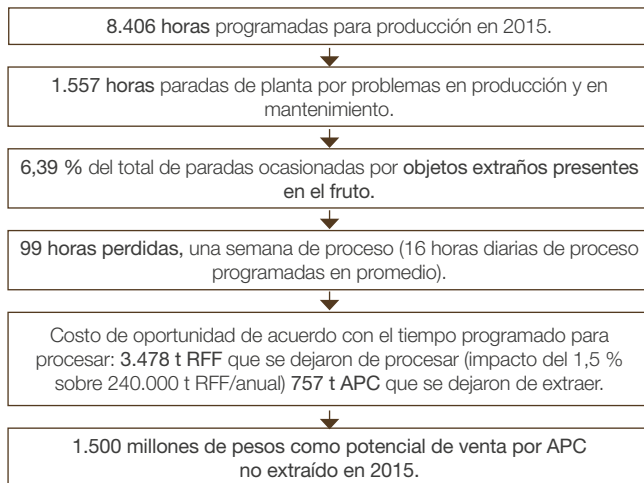 8.406 horas programadas para producción en 2015.
1.557 horas paradas de planta por problemas en producción y en
mantenimiento.
6,39 % del total de paradas ocasionadas por objetos extraños presentes
en el fruto.
99 horas perdidas, una semana de proceso (16 horas diarias de proceso
programadas en promedio).
Costo de oportunidad de acuerdo con el tiempo programado para
procesar: 3.478 t RFF que se dejaron de procesar (impacto del 1,5 %
sobre 240.000 t RFF/anual) 757 t APC que se dejaron de extraer.
1.500 millones de pesos como potencial de venta por APC
no extraído en 2015.